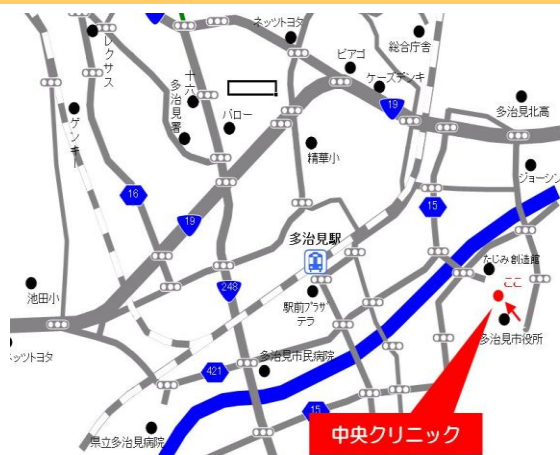 ネッツトヨタ
総合庁舎
レクサス
ピアゴ
十六
ケーズデンキ
多治見北高
ゲンキー
多治見署
バロー
19
精華小
ジョーシン
16
15
19
多治見駅
たじみ創造館
ここ
池田小
248
駅前プラザ
テラ
多治見市役所
ネッツトヨタ
421
多治見市民病院
15
県立多治見病院
中央クリニック